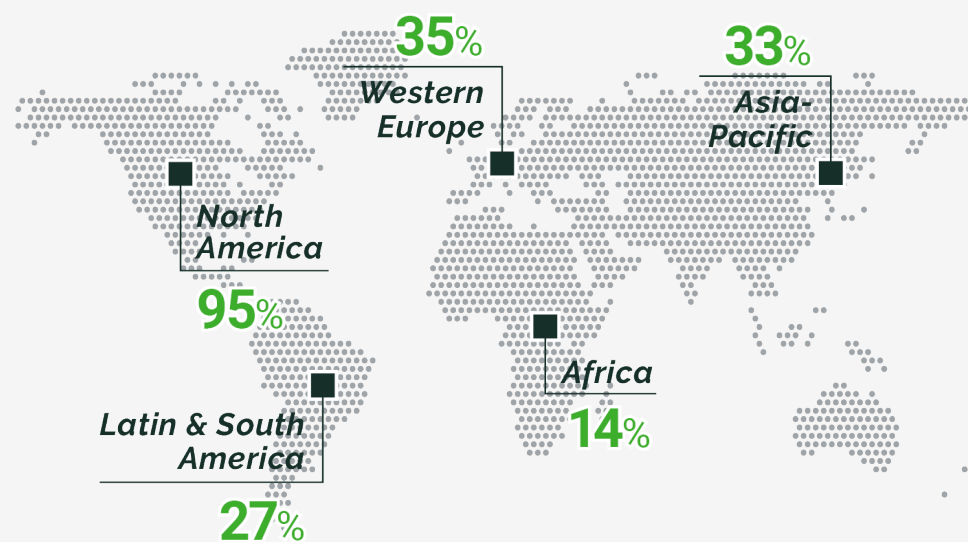 35%
Western
Europe
33%
Asia-
Pacific
North
America
95%
Africa
14%
Latin & South
America
27%